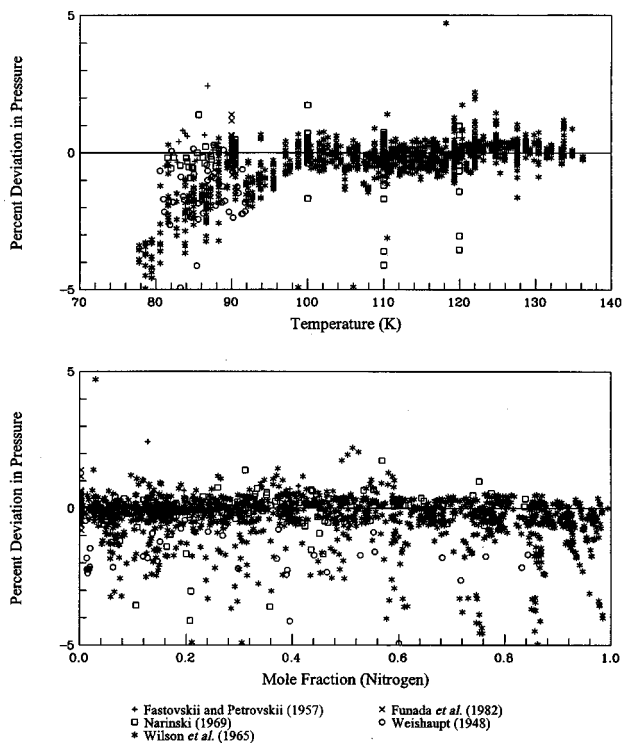 Percent Deviation in Pressure
5
0
−5
70 80 90 100 110 120 130 140
Temperature (K)
Percent Deviation in Pressure
5
0
−5
0.0 0.2 0.4 0.6 0.8 1.0
Mole Fraction (Nitrogen)
+ Fastovskii and Petrovskii (1957)
□ Narinski (1969)
* Wilson et al. (1965)
× Funada et al. (1982)
○ Weishaupt (1948)